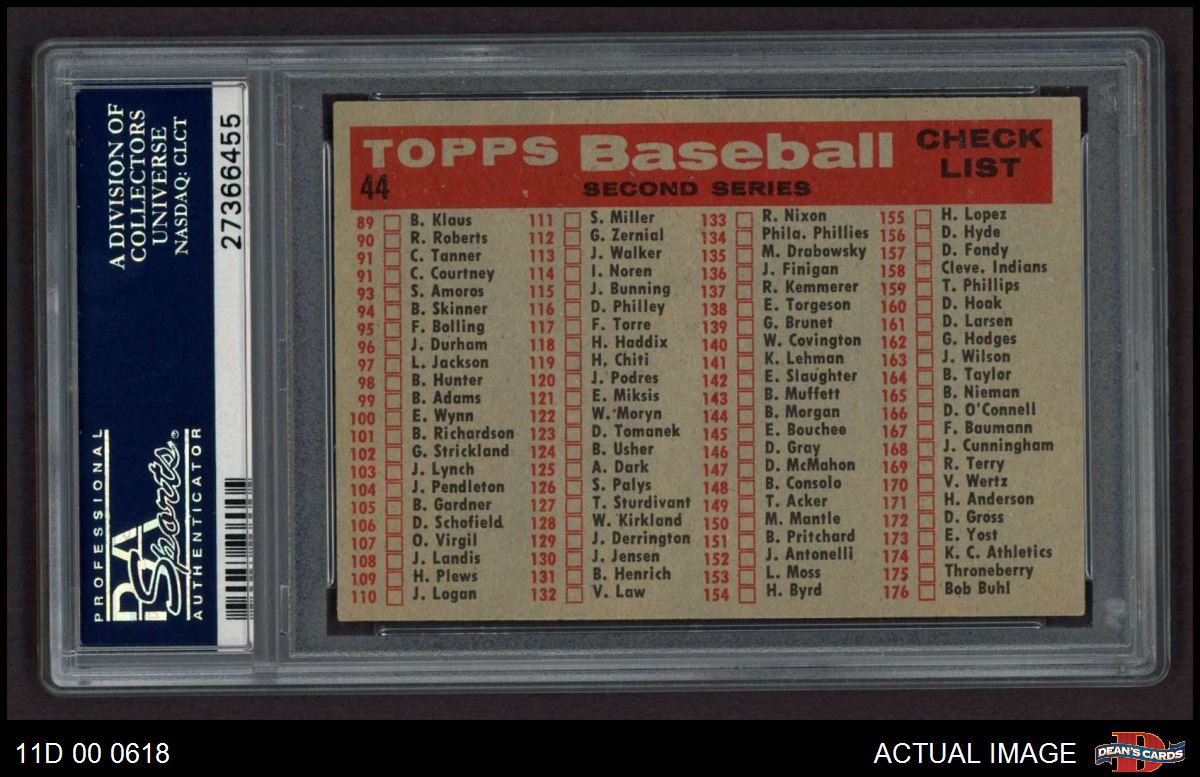 A DIVISION OF
COLLECTORS
UNIVERSE
NASDAQ: CLCT
27366455
PROFESSIONAL
PSA
Sports®
AUTHENTICATOR
TOPPS Baseball CHECK LIST
44 SECOND SERIES
89 B. Klaus
90 R. Roberts
91 C. Tanner
91 C. Courtney
93 S. Amoros
94 B. Skinner
95 F. Bolling
96 J. Durham
97 L. Jackson
98 B. Hunter
99 B. Adams
100 E. Wynn
101 B. Richardson
102 G. Strickland
103 J. Lynch
104 J. Pendleton
105 B. Gardner
106 D. Schofield
107 O. Virgil
108 J. Landis
109 H. Plews
110 J. Logan
111 S. Miller
112 G. Zernial
113 J. Walker
114 I. Noren
115 J. Bunning
116 D. Philley
117 F. Torre
118 H. Haddix
119 H. Chiti
120 J. Podres
121 E. Miksis
122 W. Moryn
123 D. Tomanek
124 B. Usher
125 A. Dark
126 S. Palys
127 T. Sturdivant
128 W. Kirkland
129 J. Derrington
130 J. Jensen
131 B. Henrich
132 V. Law
133 R. Nixon
134 Phila. Phillies
135 M. Drabowsky
136 J. Finigan
137 R. Kemmerer
138 E. Torgeson
139 G. Brunet
140 W. Covington
141 K. Lehman
142 E. Slaughter
143 B. Muffett
144 B. Morgan
145 E. Bouchee
146 D. Gray
147 D. McMahon
148 B. Consolo
149 T. Acker
150 M. Mantle
151 B. Pritchard
152 J. Antonelli
153 L. Moss
154 H. Byrd
155 H. Lopez
156 D. Hyde
157 D. Fondy
158 Cleve. Indians
159 T. Phillips
160 D. Hoak
161 D. Larsen
162 G. Hodges
163 J. Wilson
164 B. Taylor
165 B. Nieman
166 D. O'Connell
167 F. Baumann
168 J. Cunningham
169 R. Terry
170 V. Wertz
171 H. Anderson
172 D. Gross
173 E. Yost
174 K. C. Athletics
175 Throneberry
176 Bob Buhl
11D 00 0618
ACTUAL IMAGE
DEAN'S CARDS